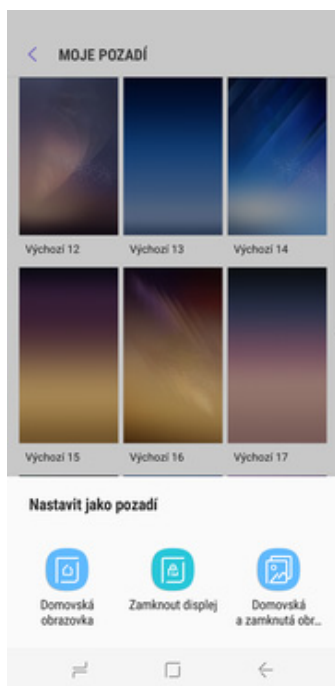 MOJE POZADÍ
Výchozí 12
Výchozí 13
Výchozí 14
Výchozí 15
Výchozí 16
Výchozí 17
Nastavit jako pozadí
Domovská
obrazovka
Zamknout displej
Domovská
a zamknutá obr...